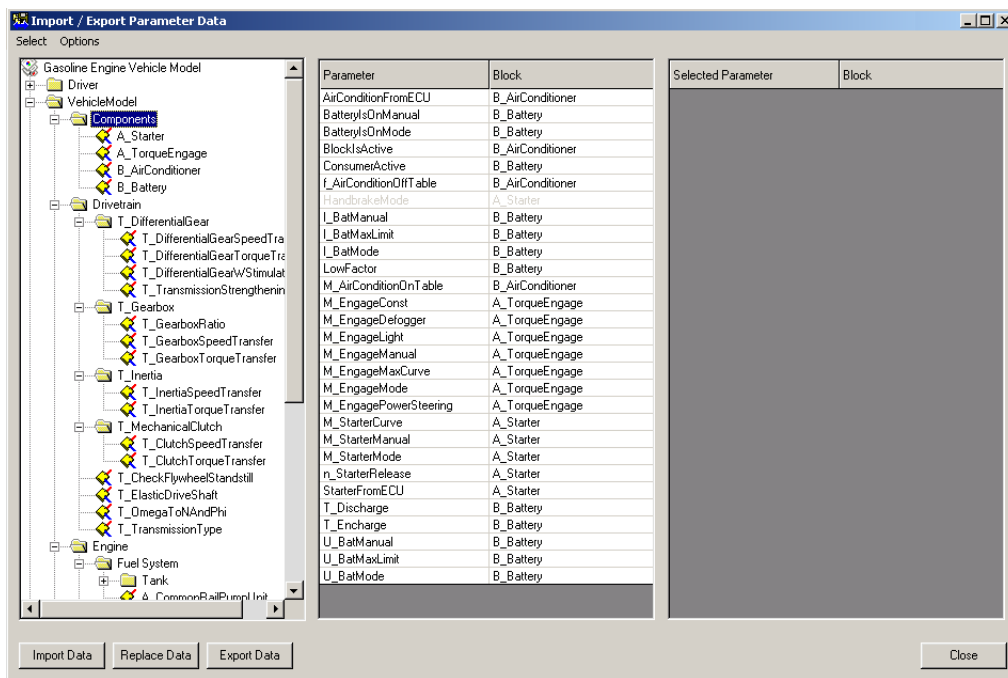 Import / Export Parameter Data
Select Options
Gasoline Engine Vehicle Model
Driver
VehicleModel
Components
A_Starter
A_TorqueEngage
B_AirConditioner
B_Battery
Drivetrain
T_DifferentialGear
T_DifferentialGearSpeedTra
T_DifferentialGearTorqueTra
T_DifferentialGearWStimulat
T_TransmissionStrengthenin
T_Gearbox
T_GearboxRatio
T_GearboxSpeedTransfer
T_GearboxTorqueTransfer
T_Inertia
T_InertiaSpeedTransfer
T_InertiaTorqueTransfer
T_MechanicalClutch
T_ClutchSpeedTransfer
T_ClutchTorqueTransfer
T_CheckFlywheelStandstill
T_ElasticDriveShaft
T_OmegaToNAndPhi
T_TransmissionType
Engine
Fuel System
Tank
A_CommonRailPumpUnit
Parameter Block
AirConditionFromECU B_AirConditioner
BatteryIsOnManual B_Battery
BatteryIsOnMode B_Battery
BlockIsActive B_AirConditioner
ConsumerActive B_Battery
f_AirConditionOffTable B_AirConditioner
HandbrakeMode A_Starter
I_BatManual B_Battery
I_BatMaxLimit B_Battery
I_BatMode B_Battery
LowFactor B_Battery
M_AirConditionOnTable B_AirConditioner
M_EngageConst A_TorqueEngage
M_EngageDefogger A_TorqueEngage
M_EngageLight A_TorqueEngage
M_EngageManual A_TorqueEngage
M_EngageMaxCurve A_TorqueEngage
M_EngageMode A_TorqueEngage
M_EngagePowerSteering A_TorqueEngage
M_StarterCurve A_Starter
M_StarterManual A_Starter
M_StarterMode A_Starter
n_StarterRelease A_Starter
StarterFromECU A_Starter
T_Discharge B_Battery
T_Encharge B_Battery
U_BatManual B_Battery
U_BatMaxLimit B_Battery
U_BatMode B_Battery
Selected Parameter Block
Import Data Replace Data Export Data Close